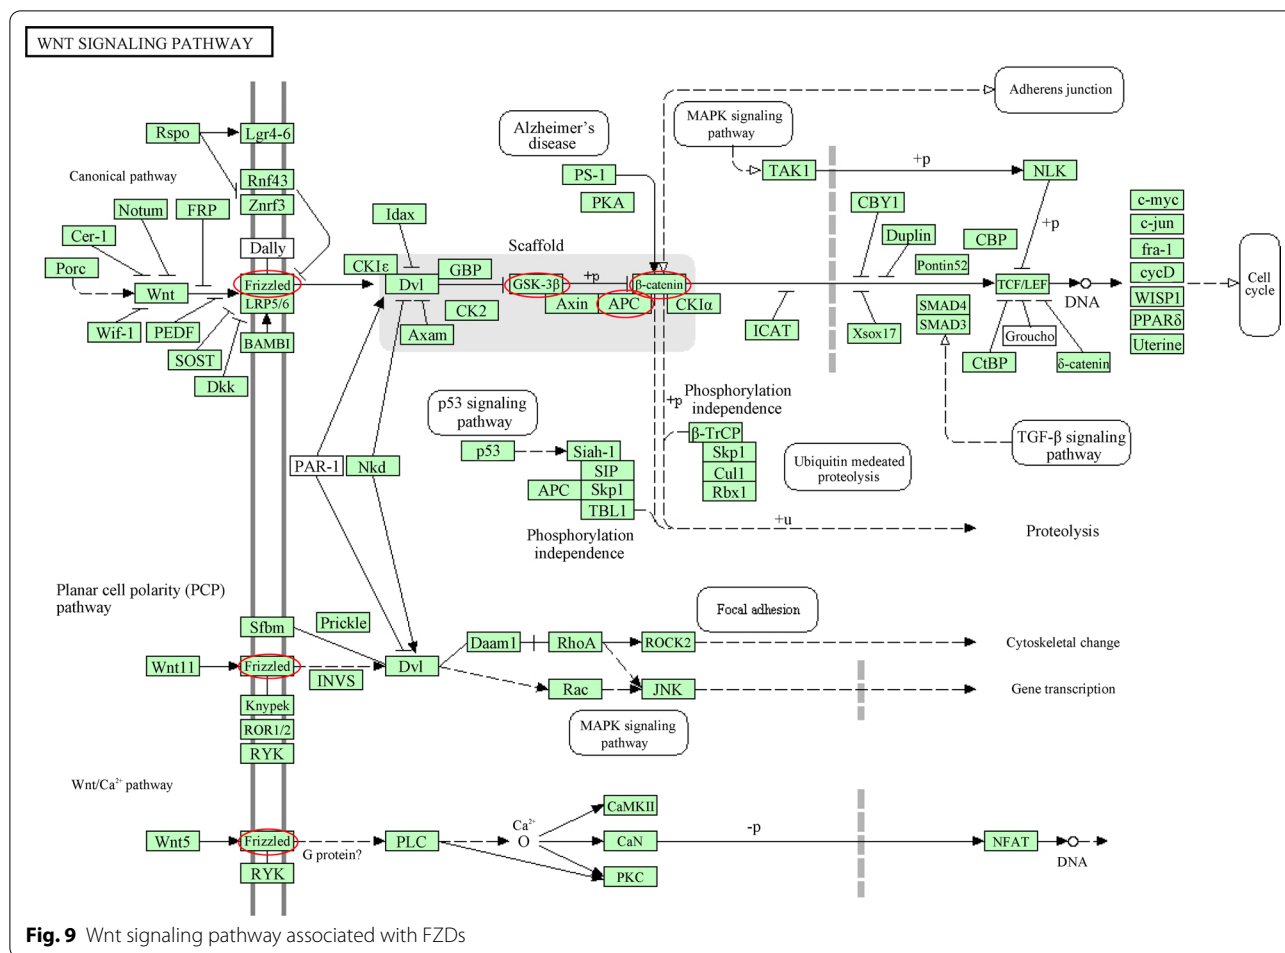 WNT SIGNALING PATHWAY
Adherens junction
MAPK signaling
pathway
Alzheimer's
disease
Rspo
Lgr4-6
+p
TAK1
NLK
PS-1
Canonical pathway
Rnf43
PKA
CBY1
c-myc
Notum
FRP
Znrf3
Idax
Duplin
CBP
+p
c-jun
Cer-1
Dally
Scaffold
fra-1
Porc
CKIε
GBP
+p
Pontin52
cycD
Cell
cycle
Wnt
Frizzled
Dvl
GSK-3β
β-catenin
TCF/LEF
DNA
LRP5/6
CK2
Axin
APC
CKIα
SMAD4
WISP1
Wif-1
PEDF
BAMBI
Axam
ICAT
Xsox17
SMAD3
Groucho
PPARδ
Uterine
SOST
CtBP
δ-catenin
Dkk
p53 signaling
pathway
+p
Phosphorylation
independence
β-TrCP
TGF-β signaling
pathway
p53
Siah-1
Skp1
PAR-1
Nkd
SIP
Cul1
Ubiquitin medeated
proteolysis
APC
Skp1
Rbx1
TBL1
+u
Proteolysis
Phosphorylation
independence
Planar cell polarity (PCP)
pathway
Focal adhesion
Sfbm
Prickle
Daam1
RhoA
ROCK2
Cytoskeletal change
Wnt11
Frizzled
INVS
Dvl
Rac
JNK
Gene transcription
Knypek
ROR1/2
MAPK signaling
pathway
RYK
Wnt/Ca²⁺ pathway
CaMKII
Ca²⁺
-p
Wnt5
Frizzled
PLC
CaN
NFAT
G protein?
DNA
RYK
PKC
Fig. 9 Wnt signaling pathway associated with FZDs